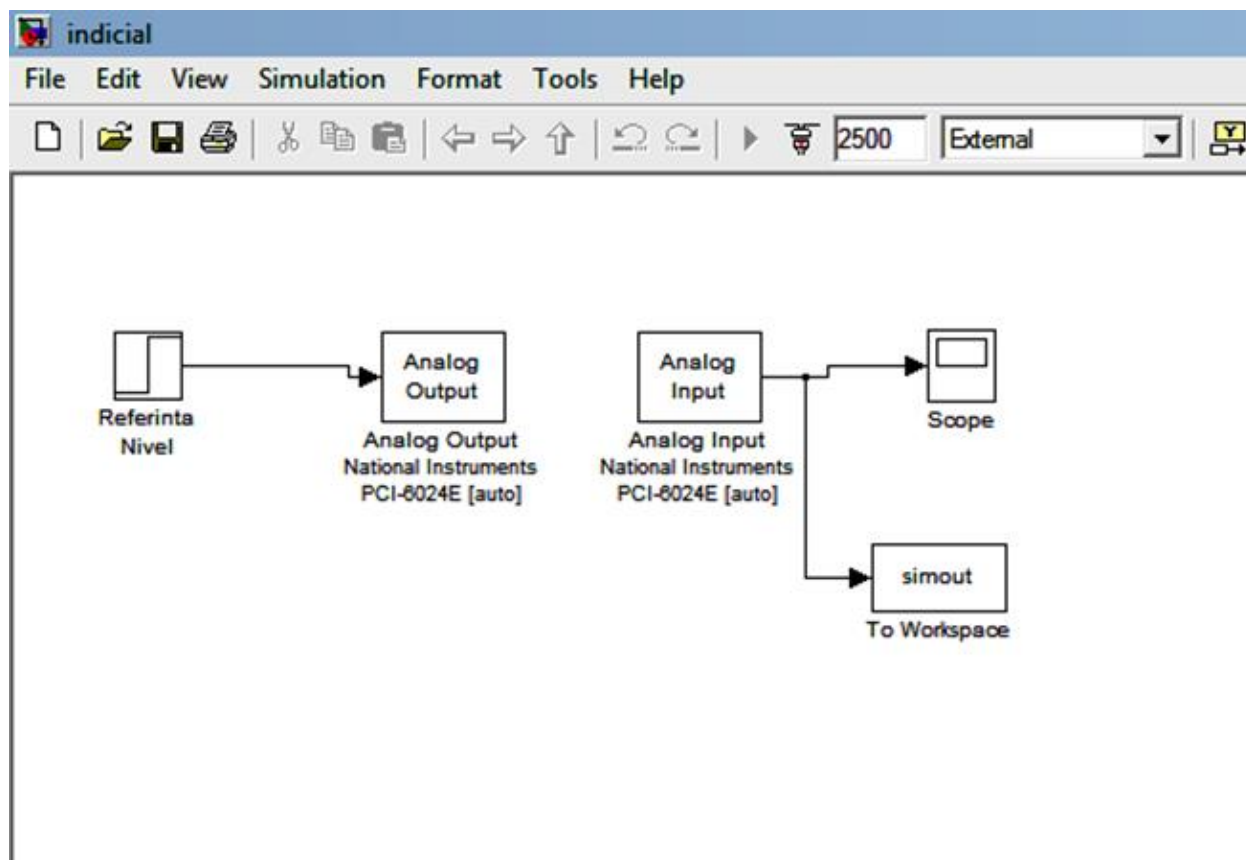 indicial
File Edit View Simulation Format Tools Help
2500 External
Analog
Output
Analog
Input
Referinta
Nivel
Analog Output
National Instruments
PCI-6024E [auto]
Analog Input
National Instruments
PCI-6024E [auto]
Scope
simout
To Workspace